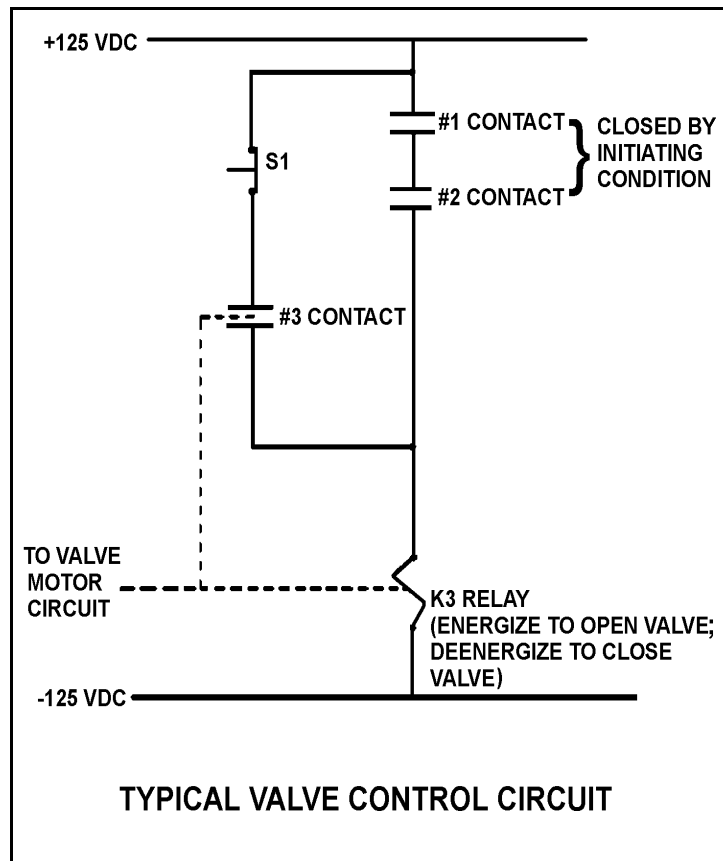 +125 VDC
#1 CONTACT
#2 CONTACT
CLOSED BY
INITIATING
CONDITION
S1
#3 CONTACT
TO VALVE
MOTOR
CIRCUIT
K3 RELAY
(ENERGIZE TO OPEN VALVE;
DEENERGIZE TO CLOSE
VALVE)
-125 VDC
TYPICAL VALVE CONTROL CIRCUIT